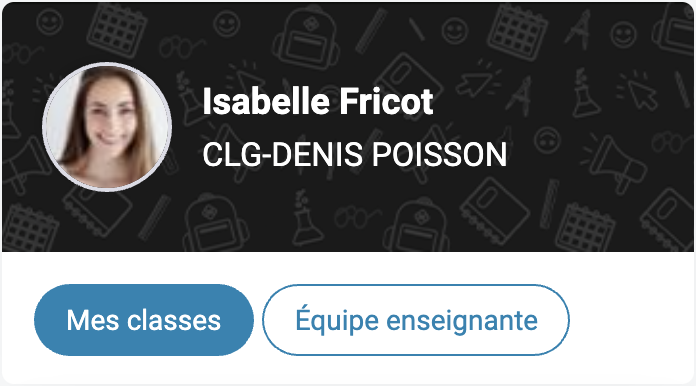 Isabelle Fricot
CLG-DENIS POISSON
Mes classes
Équipe enseignante